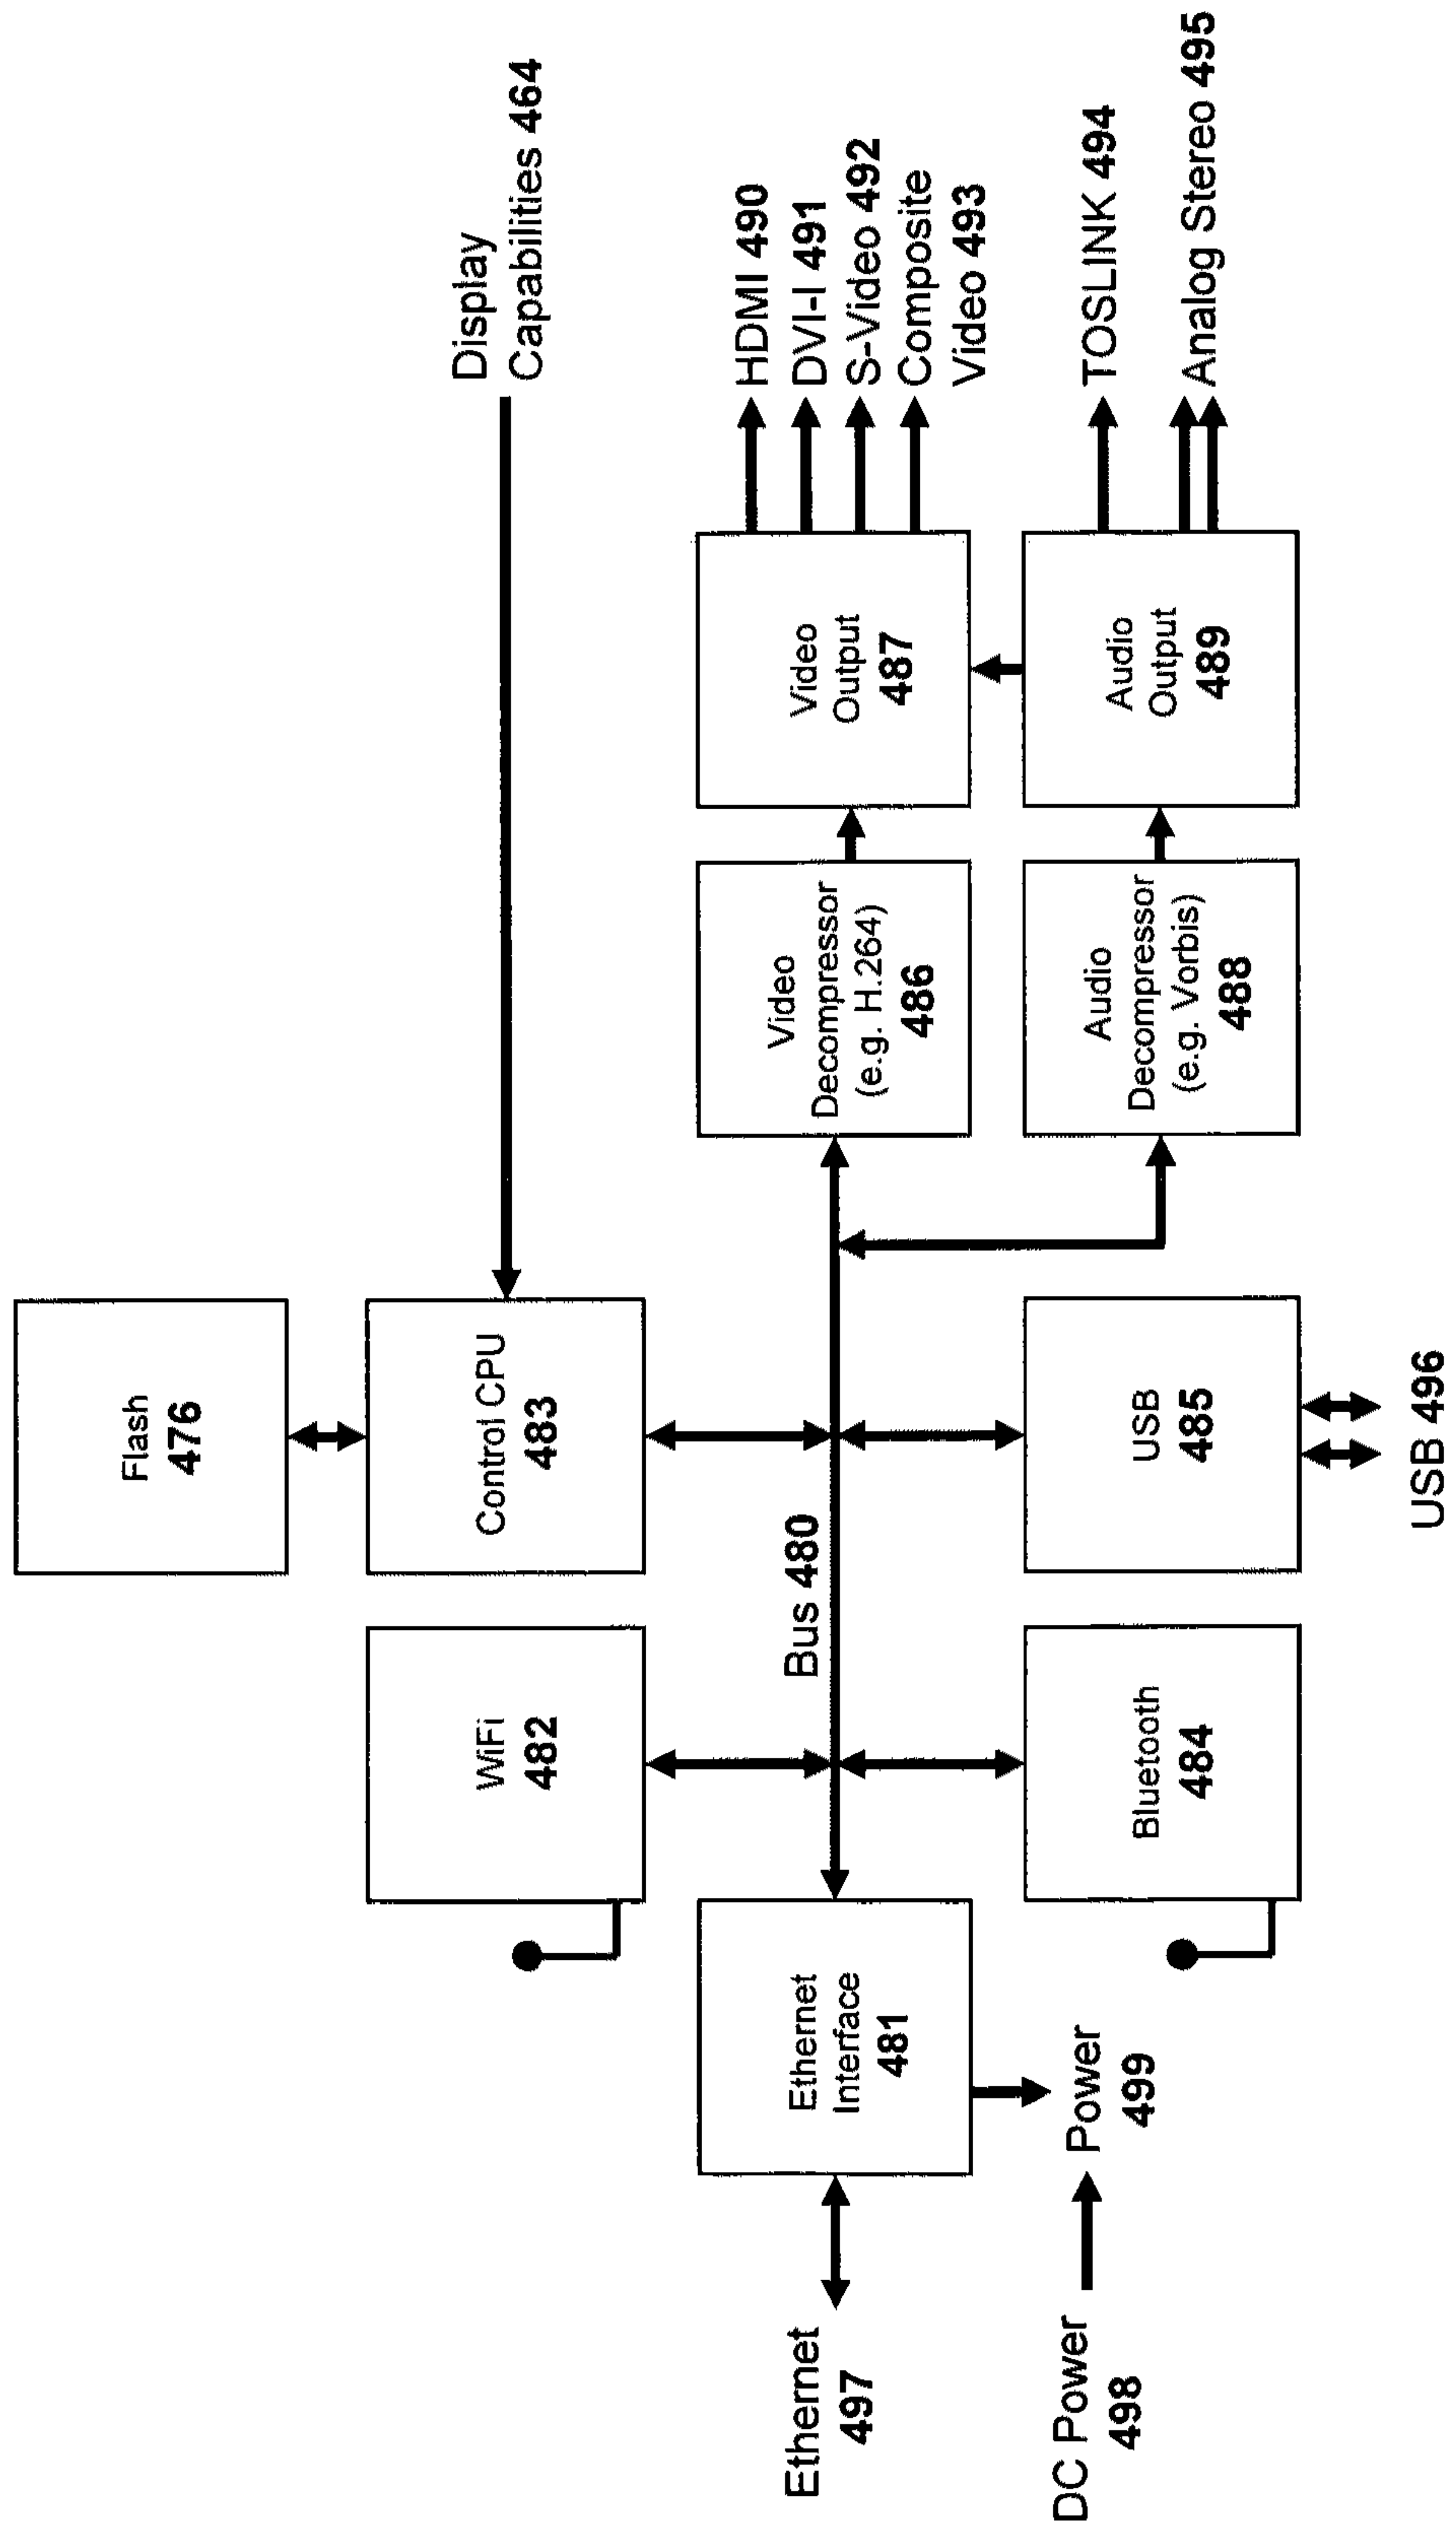 Flash
476
Display
Capabilities 464
WiFi
482
Control CPU
483
Bus 480
Ethernet
497
Ethernet
Interface
481
Video
Decompressor
(e.g. H.264)
486
Video
Output
487
HDMI 490
DVI-I 491
S-Video 492
Composite
Video 493
DC Power
498
Power
499
Bluetooth
484
USB
485
Audio
Decompressor
(e.g. Vorbis)
488
Audio
Output
489
TOSLINK 494
Analog Stereo 495
USB 496